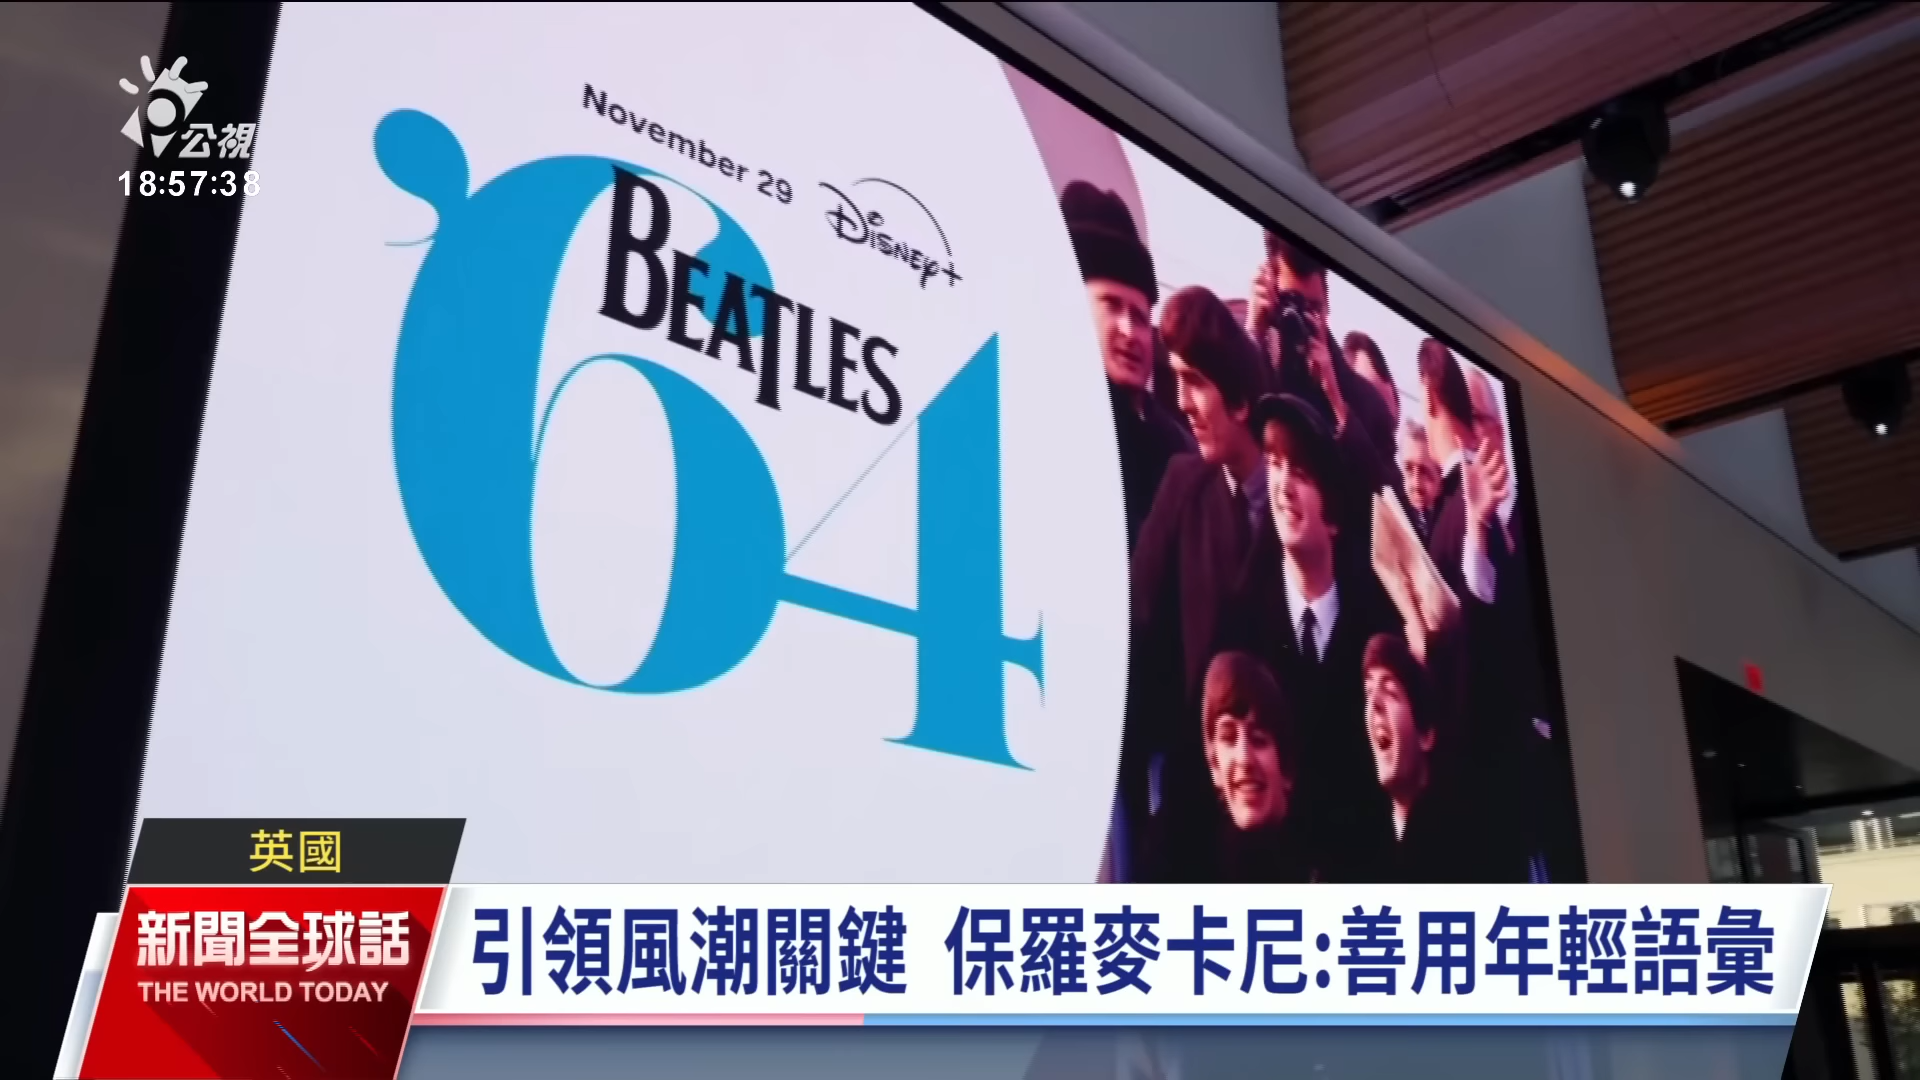 公視
18:57:38
November 29
Disney+
'64
BEATLES
英國
新聞全球話
THE WORLD TODAY
引領風潮關鍵 保羅麥卡尼:善用年輕語彙